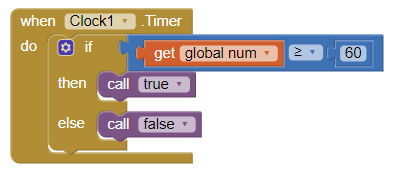 when Clock1 .Timer
do if get global num ≥ 60
then call true
else call false